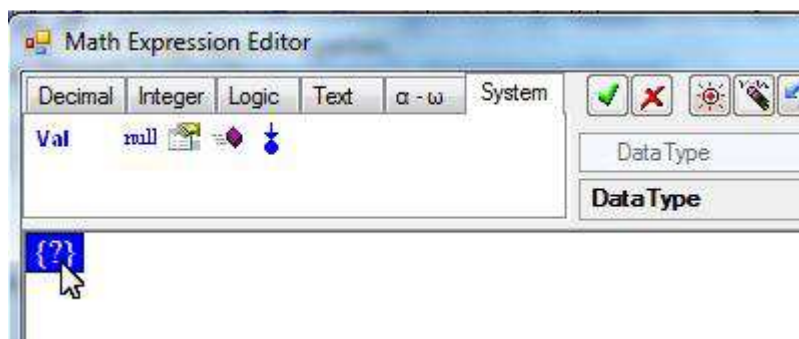 Math Expression Editor
Decimal Integer Logic Text α - ω System
Val null
DataType
DataType
{?}